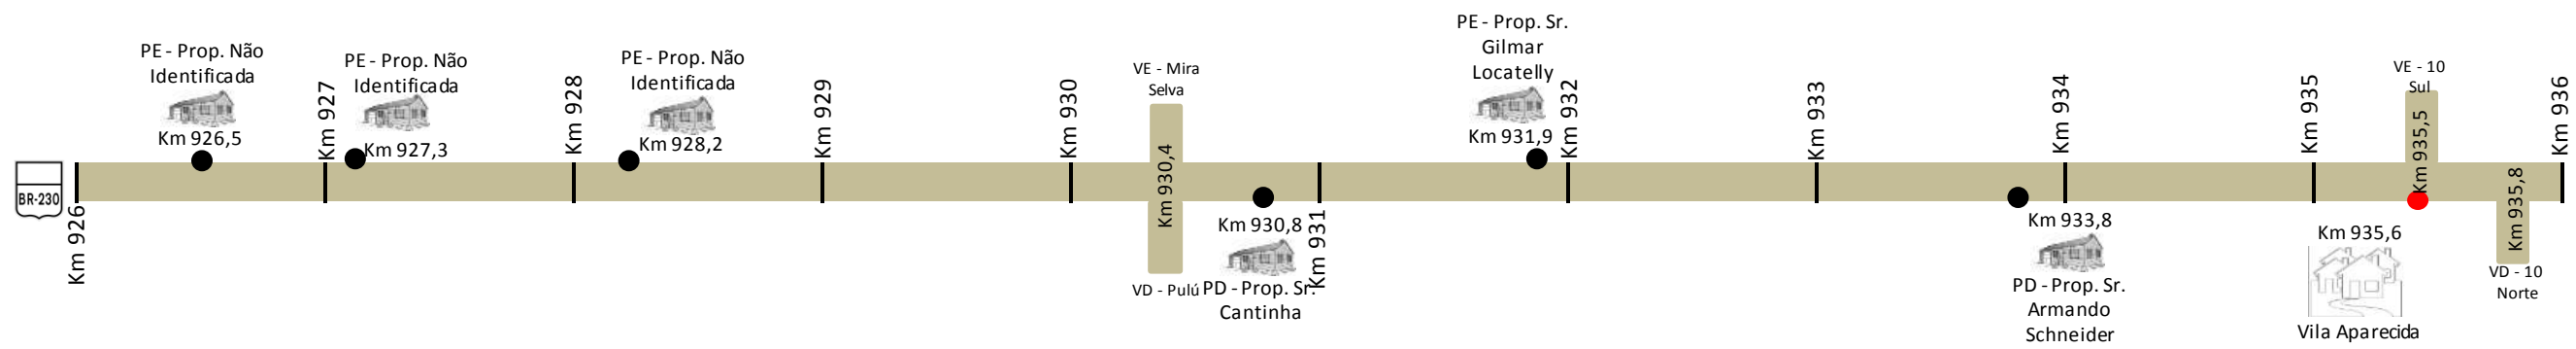 BR-230
Km 926
PE - Prop. Não
Identificada
Km 926,5
Km 927
PE - Prop. Não
Identificada
Km 927,3
Km 928
PE - Prop. Não
Identificada
Km 928,2
Km 929
Km 930
VE - Mira
Selva
Km 930,4
VD - Pulú
Km 930,8
PD - Prop. Sr.
Cantinha
Km 931
PE - Prop. Sr.
Gilmar
Locatelly
Km 931,9
Km 932
Km 933
Km 933,8
PD - Prop. Sr.
Armando
Schneider
Km 934
Km 935
VE - 10
Sul
Km 935,5
Km 935,6
Vila Aparecida
Km 935,8
VD - 10
Norte
Km 936